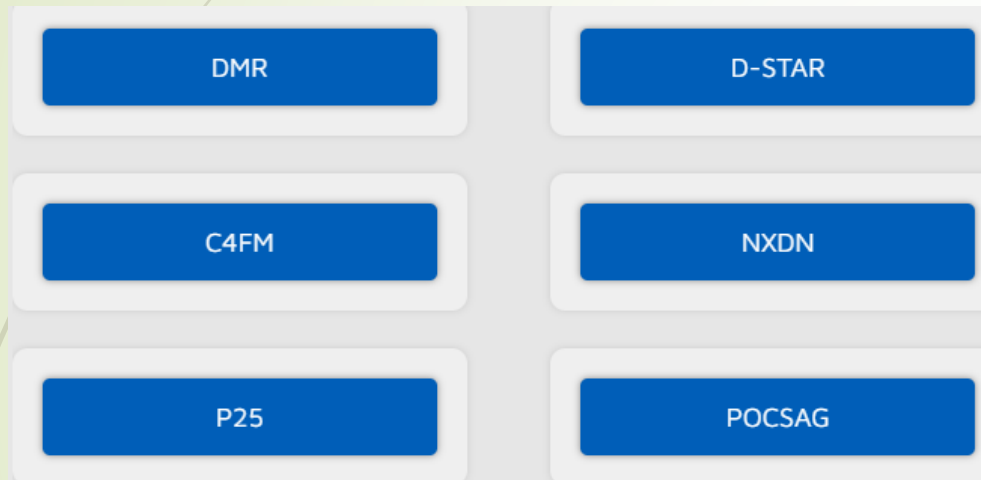 DMR
D-STAR
C4FM
NXDN
P25
POCSAG